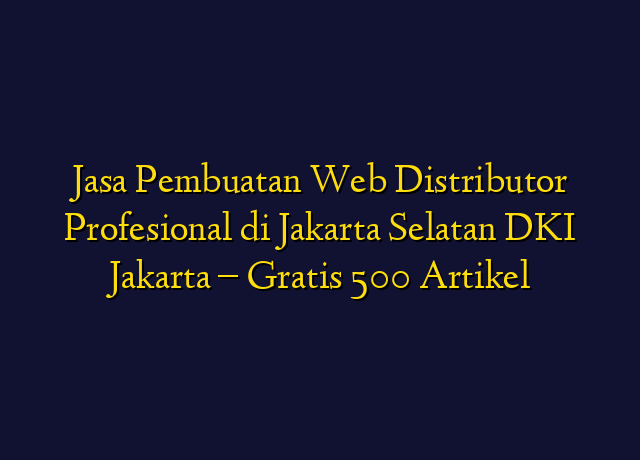 Jasa Pembuatan Web Distributor
Profesional di Jakarta Selatan DKI
Jakarta – Gratis 500 Artikel